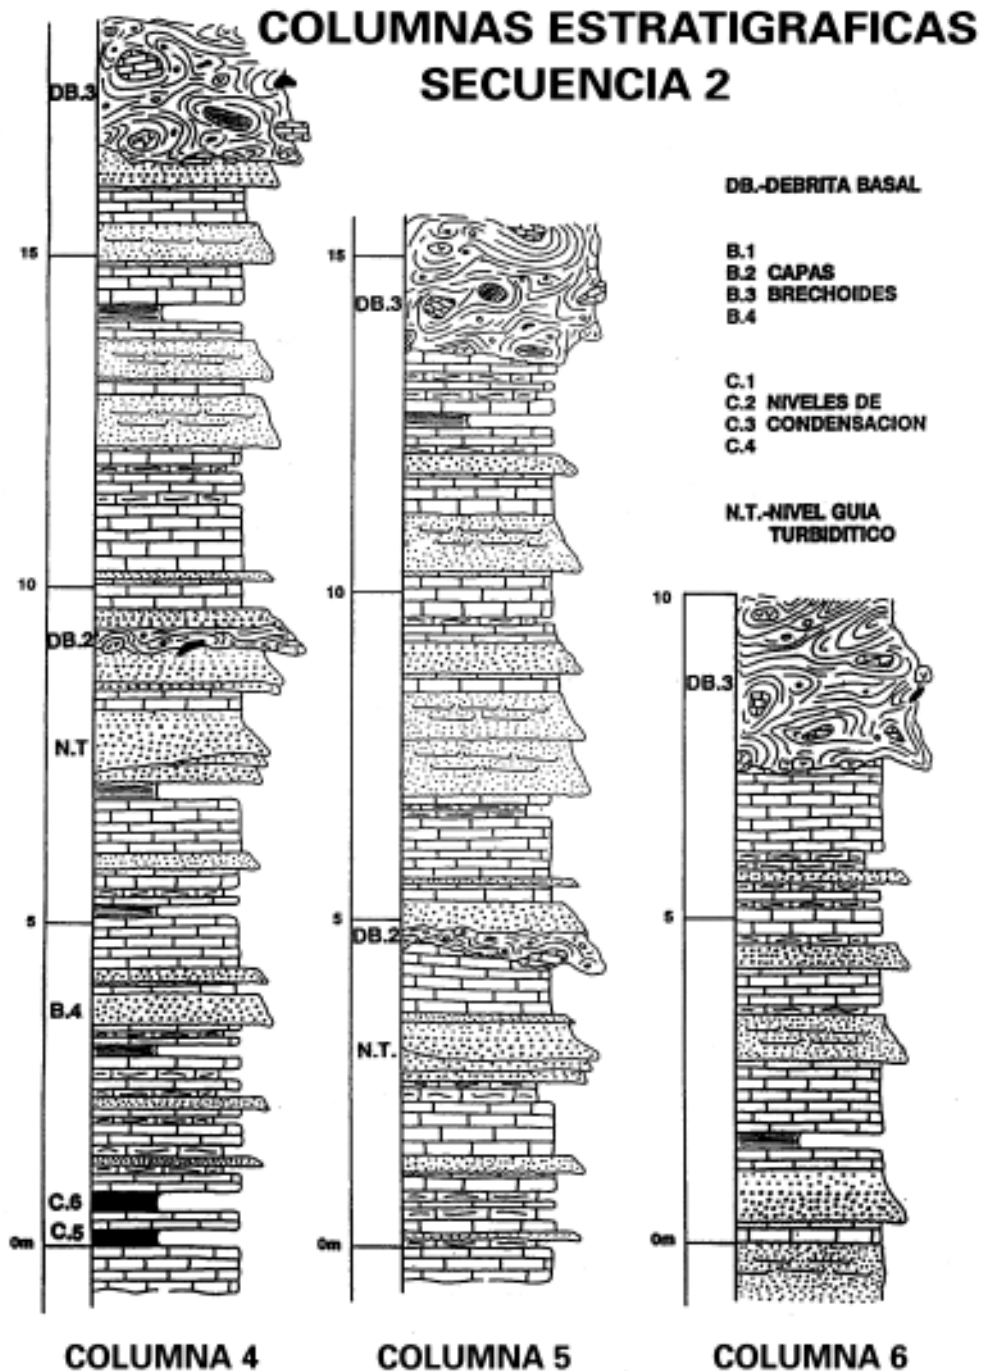 COLUMNAS ESTRATIGRAFICAS
SECUENCIA 2
DB.-DEBRITA BASAL
B.1
B.2 CAPAS
B.3 BRECHOIDES
B.4
C.1
C.2 NIVELES DE
C.3 CONDENSACION
C.4
N.T.-NIVEL GUIA
TURBIDITICO
DB.3
15
10
DB.2
N.T
5
B.4
C.6
C.5
0m
COLUMNA 4
15
DB.3
10
5
DB.2
N.T.
0m
COLUMNA 5
10
DB.3
5
0m
COLUMNA 6